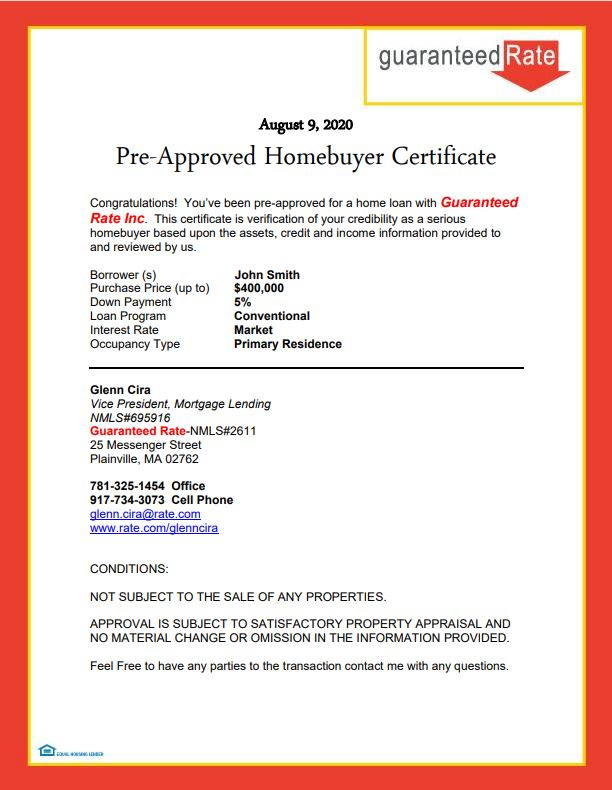 guaranteed Rate
August 9, 2020
Pre-Approved Homebuyer Certificate
Congratulations! You've been pre-approved for a home loan with Guaranteed
Rate Inc. This certificate is verification of your credibility as a serious
homebuyer based upon the assets, credit and income information provided to
and reviewed by us.
Borrower (s) John Smith
Purchase Price (up to) $400,000
Down Payment 5%
Loan Program Conventional
Interest Rate Market
Occupancy Type Primary Residence
Glenn Cira
Vice President, Mortgage Lending
NMLS#695916
Guaranteed Rate-NMLS#2611
25 Messenger Street
Plainville, MA 02762
781-325-1454 Office
917-734-3073 Cell Phone
glenn.cira@rate.com
www.rate.com/glenncira
CONDITIONS:
NOT SUBJECT TO THE SALE OF ANY PROPERTIES.
APPROVAL IS SUBJECT TO SATISFACTORY PROPERTY APPRAISAL AND
NO MATERIAL CHANGE OR OMISSION IN THE INFORMATION PROVIDED.
Feel Free to have any parties to the transaction contact me with any questions.
EQUAL HOUSING LENDER